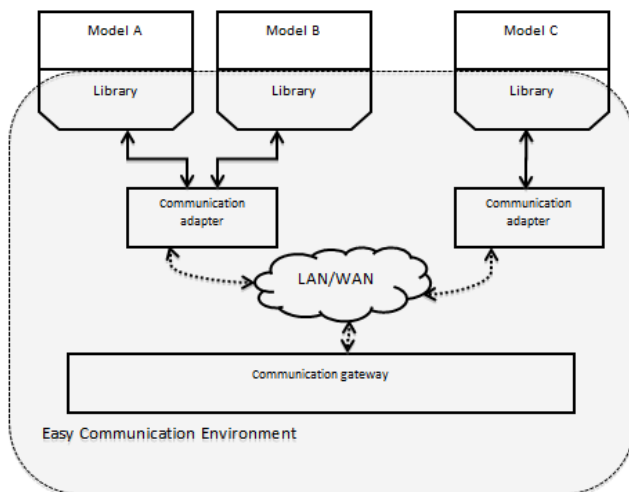 Model A
Model B
Model C
Library
Library
Library
Communication
adapter
Communication
adapter
LAN/WAN
Communication gateway
Easy Communication Environment